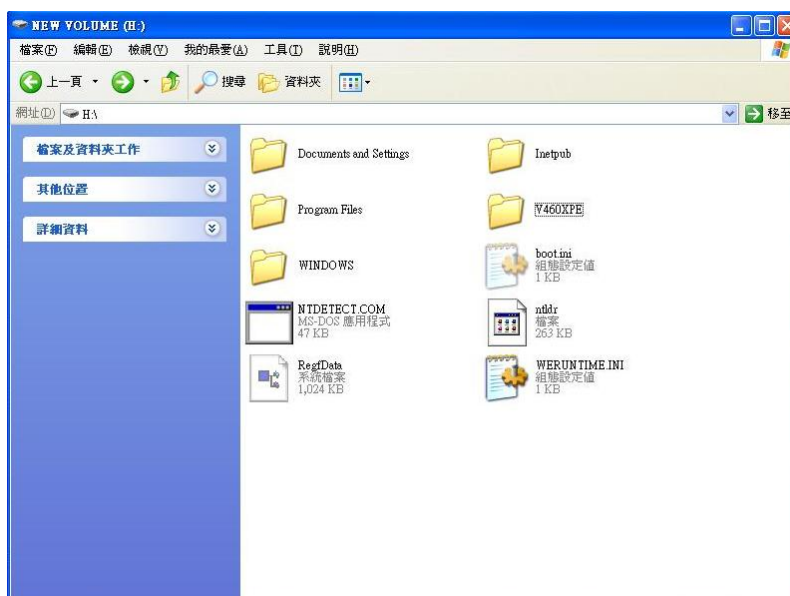 NEW VOLUME (H:)
檔案(F) 編輯(E) 檢視(V) 我的最愛(A) 工具(T) 說明(H)
上一頁 搜尋 資料夾
網址(D) H:\ 移至
檔案及資料夾工作
其他位置
詳細資料
Documents and Settings
Inetpub
Program Files
V460XPE
WINDOWS
boot.ini
組態設定值
1 KB
NTDETECT.COM
MS-DOS 應用程式
47 KB
ntldr
檔案
263 KB
RegfData
系統檔案
1,024 KB
WERUNTIME.INI
組態設定值
1 KB